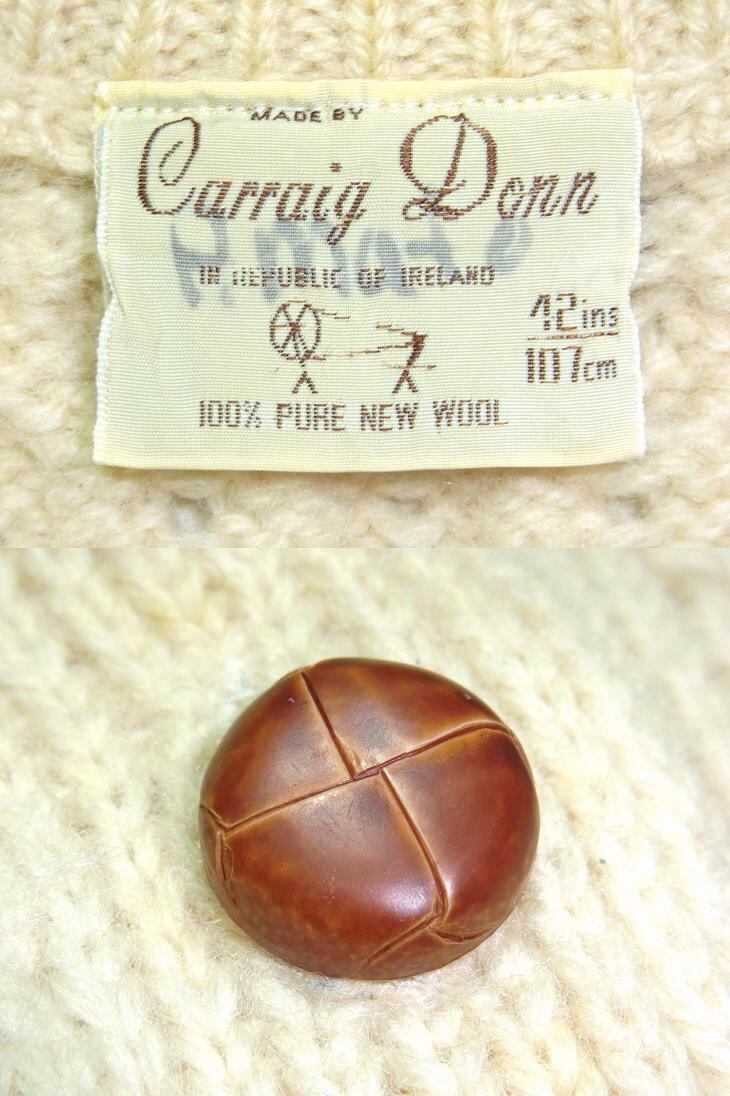 MADE BY
Carraig Donn
IN REPUBLIC OF IRELAND
42ins
107cm
100% PURE NEW WOOL